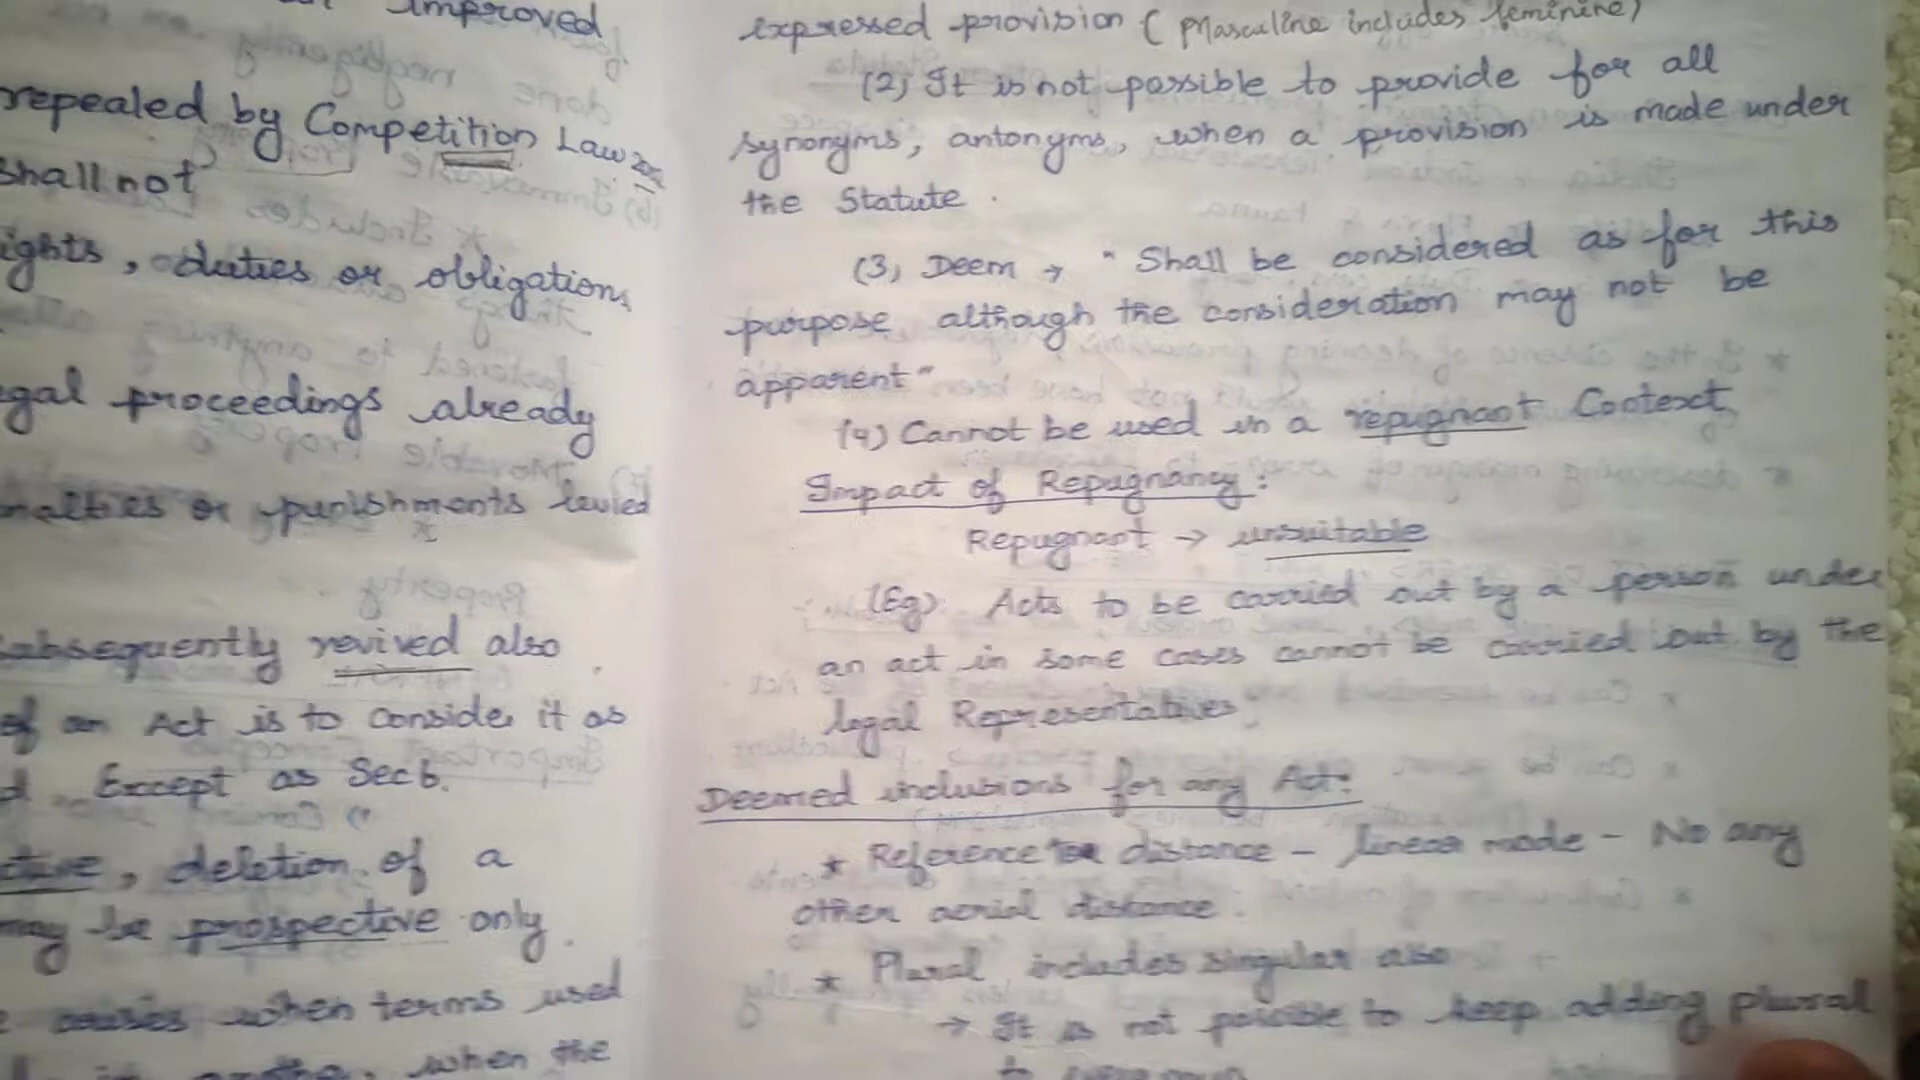 improved
repealed by Competition Law
shall not
ights, duties or obligations
gal proceedings already
nalties or punishments levied
subsequently revived also
of an Act is to consider it as
d. Except as Sec 6.
ctive, deletion of a
may be prospective only.
when terms used
when the
expressed provision (Masculine includes feminine)
(2) It is not possible to provide for all
synonyms, antonyms, when a provision is made under
the Statute.
(3) Deem → "Shall be considered as for this
purpose although the consideration may not be
apparent"
(4) Cannot be used in a repugnant Context
Impact of Repugnancy:
Repugnant → unsuitable
(Eg) Acts to be carried out by a person under
an act in some cases cannot be carried out by the
legal Representatives.
Deemed inclusions for any Act:
* Reference for distance - linear mode - No any
other aerial distance.
* Plural includes singular also
→ It is not possible to keep adding plural
to